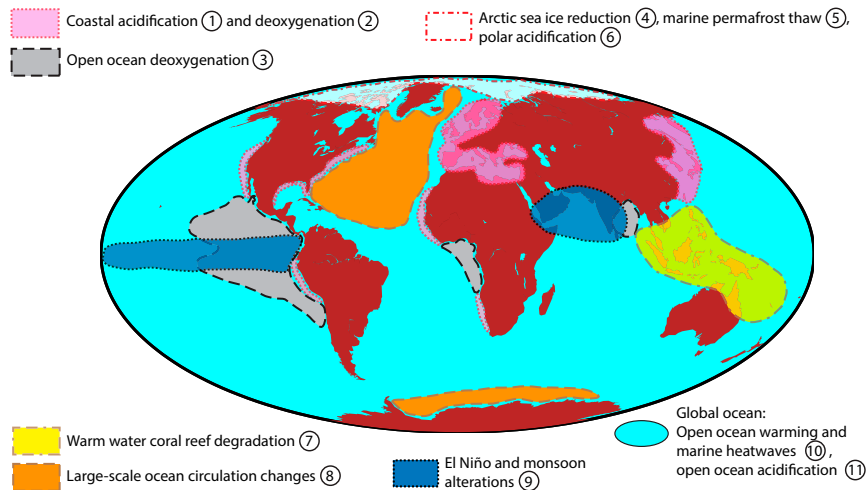 Coastal acidification ① and deoxygenation ②
Open ocean deoxygenation ③
Arctic sea ice reduction ④, marine permafrost thaw ⑤,
polar acidification ⑥
Warm water coral reef degradation ⑦
Large-scale ocean circulation changes ⑧
El Niño and monsoon
alterations ⑨
Global ocean:
Open ocean warming and
marine heatwaves ⑩ ,
open ocean acidification ⑪